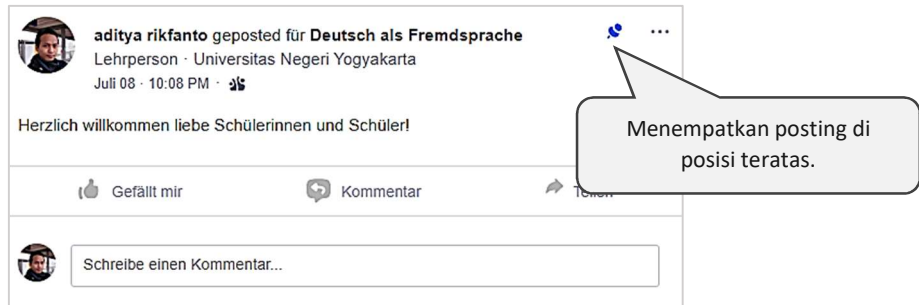 aditya rikfanto geposted für Deutsch als Fremdsprache
Lehrperson · Universitas Negeri Yogyakarta
Juli 08 · 10:08 PM ·
Herzlich willkommen liebe Schülerinnen und Schüler!
Menempatkan posting di
posisi teratas.
Gefällt mir
Kommentar
Schreibe einen Kommentar...